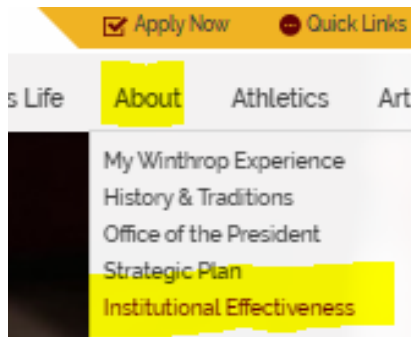 Apply Now Quick Links
s Life About Athletics Art
My Winthrop Experience
History & Traditions
Office of the President
Strategic Plan
Institutional Effectiveness